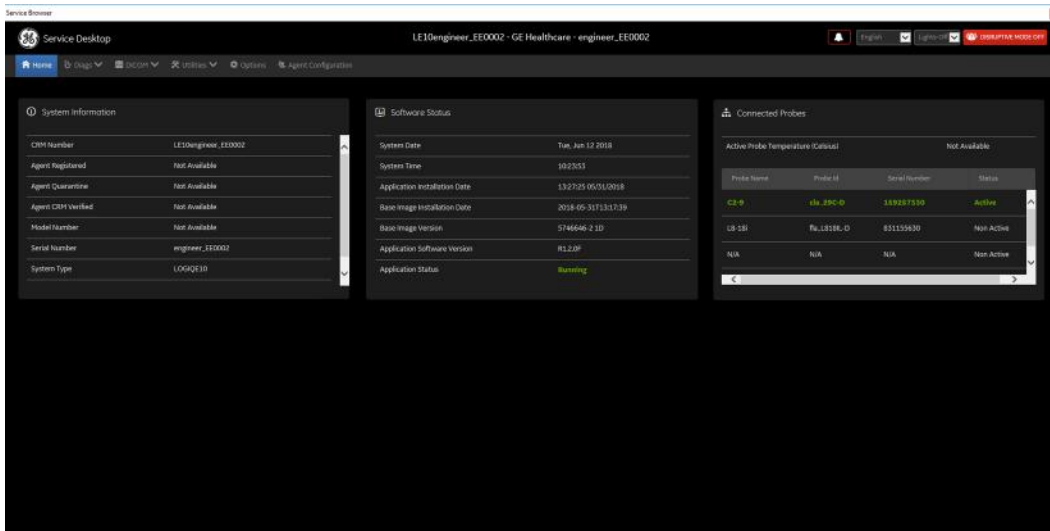 Service Browser
Service Desktop
LE10engineer_EE0002 - GE Healthcare - engineer_EE0002
English
Lights-Off
DISRUPTIVE MODE OFF
Home
Diags
DICOM
Utilities
Options
Agent Configuration
System Information
CRM Number LE10engineer_EE0002
Agent Registered Not Available
Agent Quarantine Not Available
Agent CRM Verified Not Available
Model Number Not Available
Serial Number engineer_EE0002
System Type LOGIQE10
Software Status
System Date Tue, Jun 12 2018
System Time 10:23:53
Application Installation Date 13:27:25 05/31/2018
Base Image Installation Date 2018-05-31T13:17:39
Base Image Version 5746646-2 1D
Application Software Version R1.2.0F
Application Status Running
Connected Probes
Active Probe Temperature (Celsius) Not Available
Probe Name Probe Id Serial Number Status
C2-9 Active
L8-18i 831155630 Non Active
N/A N/A N/A Non Active